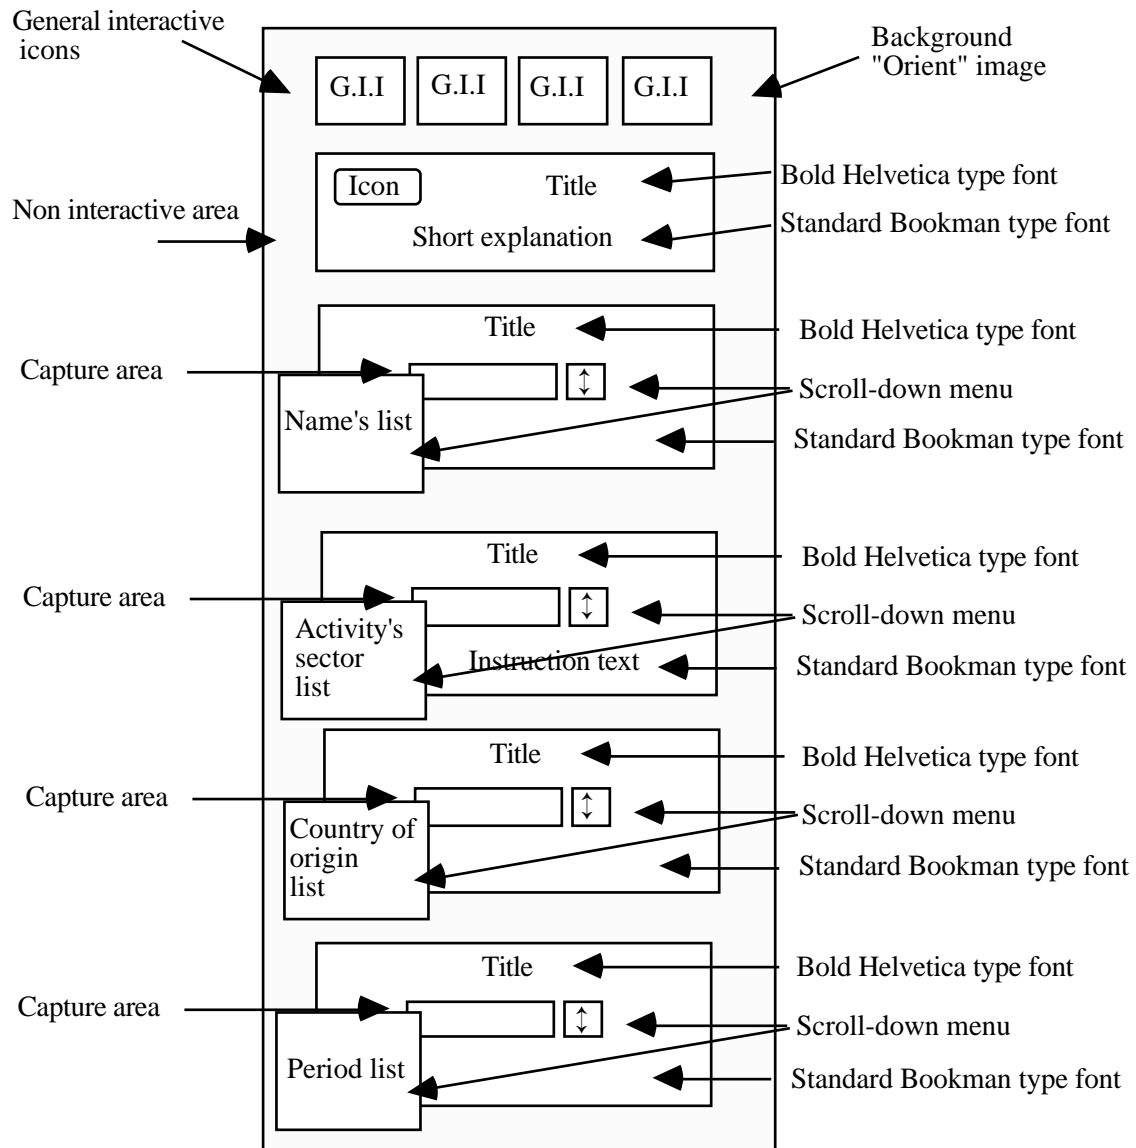 General interactive
icons
Background
"Orient" image
G.I.I
G.I.I
G.I.I
G.I.I
Icon
Title
Bold Helvetica type font
Non interactive area
Short explanation
Standard Bookman type font
Title
Bold Helvetica type font
Capture area
Scroll-down menu
Name's list
Standard Bookman type font
Title
Bold Helvetica type font
Capture area
Scroll-down menu
Activity's
sector
list
Instruction text
Standard Bookman type font
Title
Bold Helvetica type font
Capture area
Scroll-down menu
Country of
origin
list
Standard Bookman type font
Title
Bold Helvetica type font
Capture area
Scroll-down menu
Period list
Standard Bookman type font